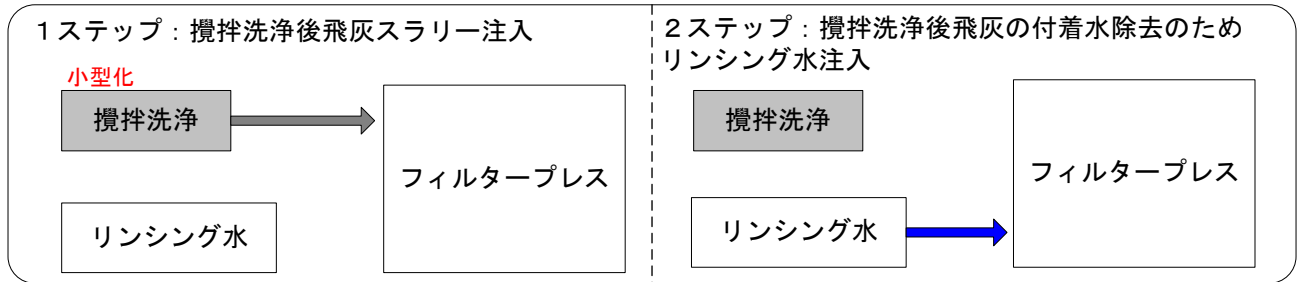 1ステップ：攪拌洗浄後飛灰スラリー注入
小型化
攪拌洗浄
フィルタープレス
リンシング水
2ステップ：攪拌洗浄後飛灰の付着水除去のため
リンシング水注入
攪拌洗浄
フィルタープレス
リンシング水